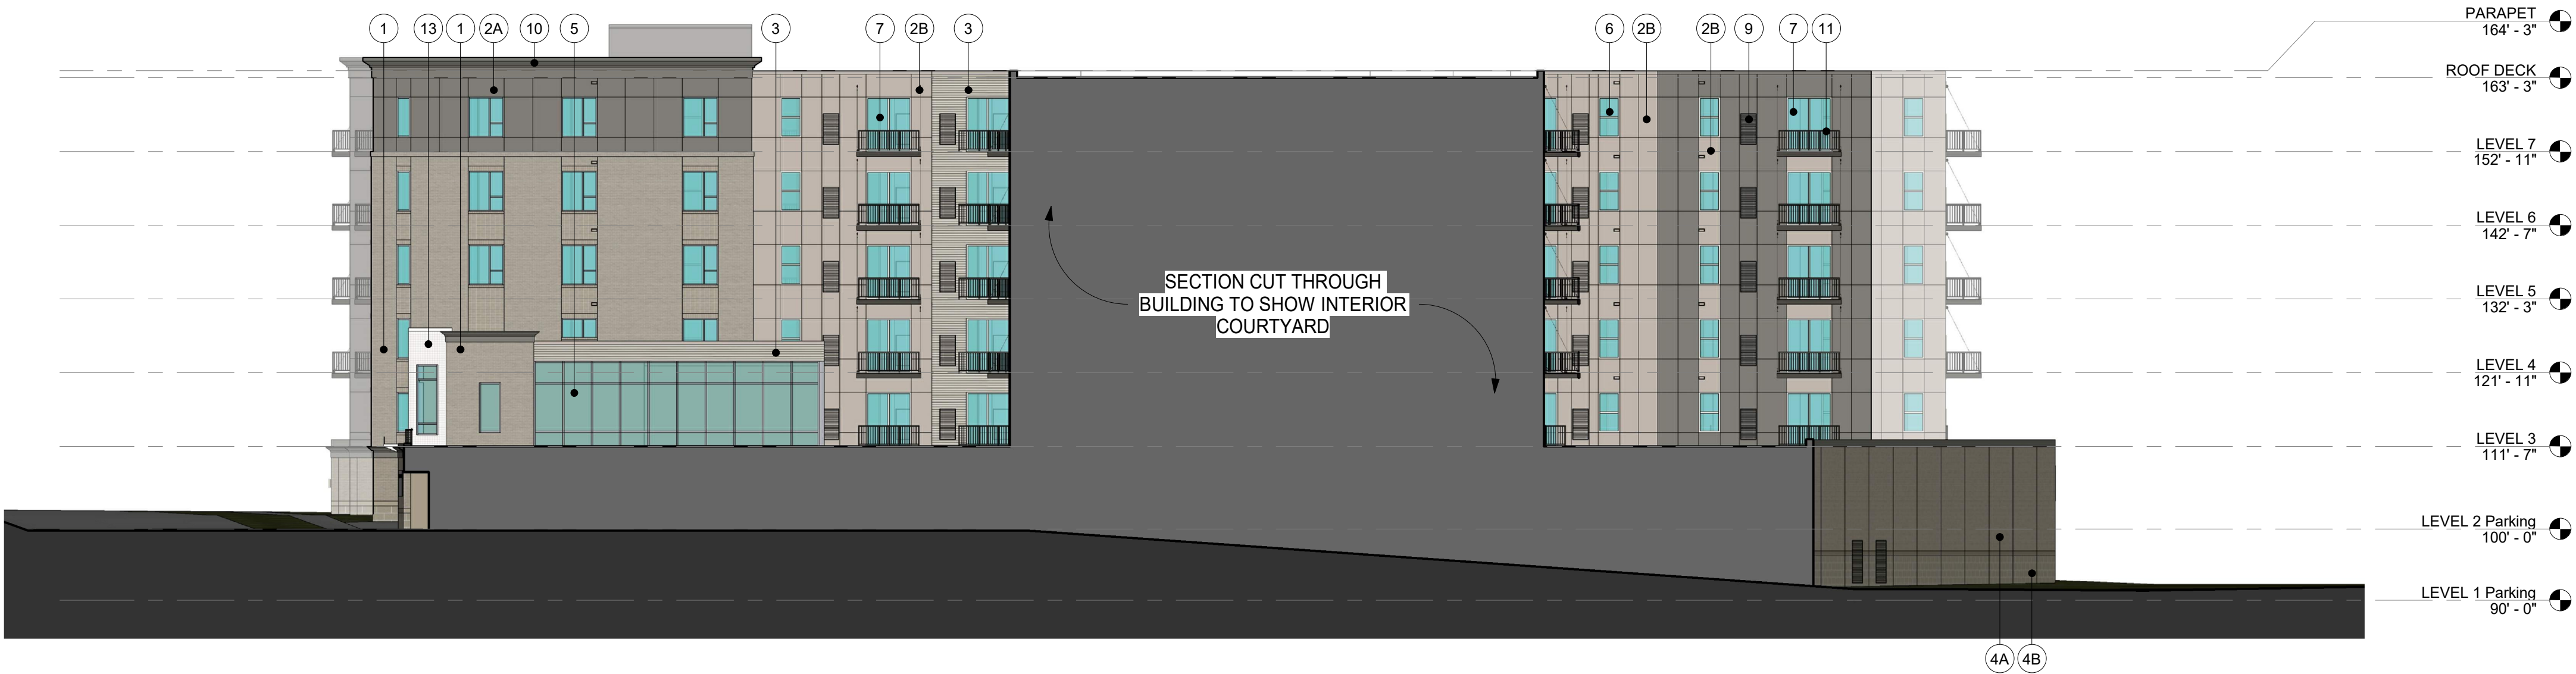 1
13
1
2A
10
5
3
7
2B
3
6
2B
2B
9
7
11
PARAPET
164' - 3"
ROOF DECK
163' - 3"
LEVEL 7
152' - 11"
LEVEL 6
142' - 7"
SECTION CUT THROUGH
BUILDING TO SHOW INTERIOR
COURTYARD
LEVEL 5
132' - 3"
LEVEL 4
121' - 11"
LEVEL 3
111' - 7"
LEVEL 2 Parking
100' - 0"
LEVEL 1 Parking
90' - 0"
4A
4B